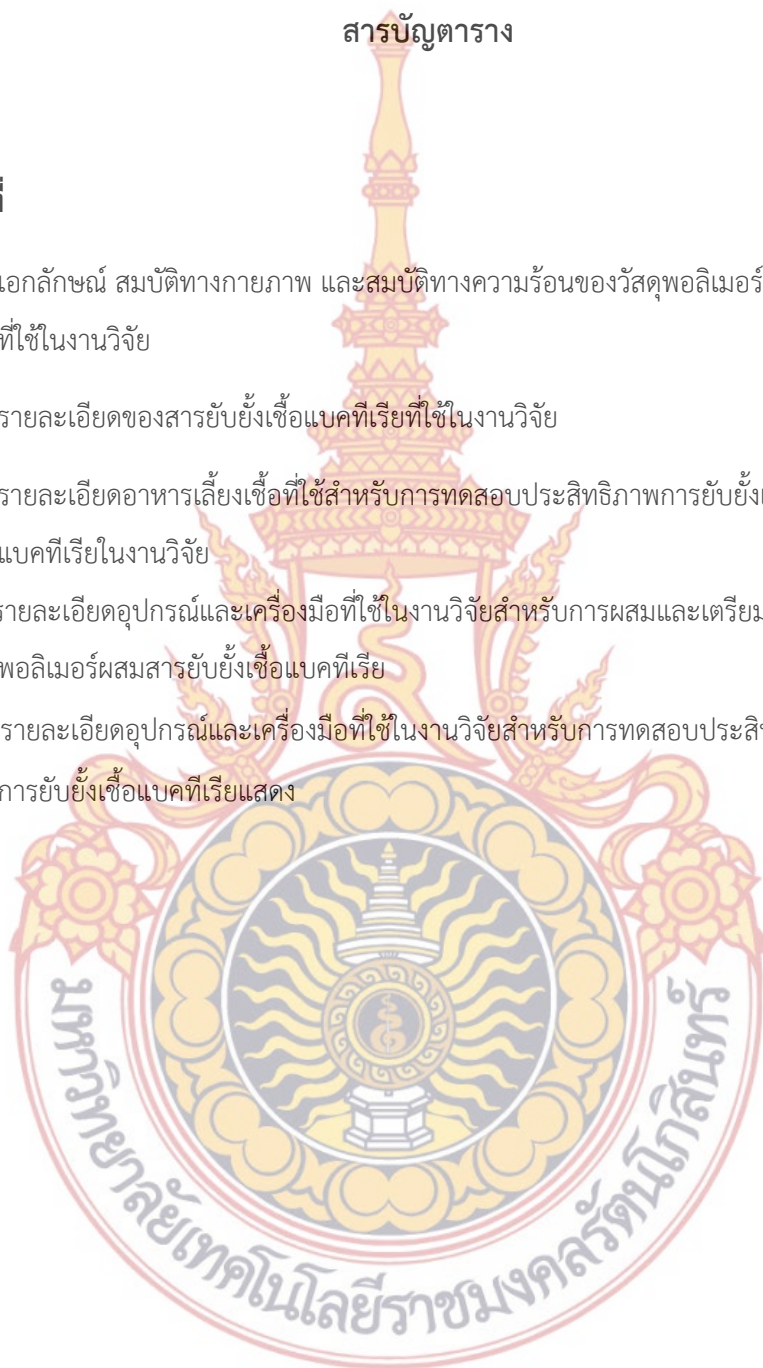 สารบัญตาราง
ที่
เอกลักษณ์ สมบัติทางกายภาพ และสมบัติทางความร้อนของวัสดุพอลิเมอร์
ที่ใช้ในงานวิจัย
รายละเอียดของสารยับยั้งเชื้อแบคทีเรียที่ใช้ในงานวิจัย
รายละเอียดอาหารเลี้ยงเชื้อที่ใช้สำหรับการทดสอบประสิทธิภาพการยับยั้ง
แบคทีเรียในงานวิจัย
รายละเอียดอุปกรณ์และเครื่องมือที่ใช้ในงานวิจัยสำหรับการผสมและเตรียม
พอลิเมอร์ผสมสารยับยั้งเชื้อแบคทีเรีย
รายละเอียดอุปกรณ์และเครื่องมือที่ใช้ในงานวิจัยสำหรับการทดสอบประสิ
การยับยั้งเชื้อแบคทีเรียแสดง
มหาวิทยาลัยเทคโนโลยีราชมงคลรัตนโกสินทร์